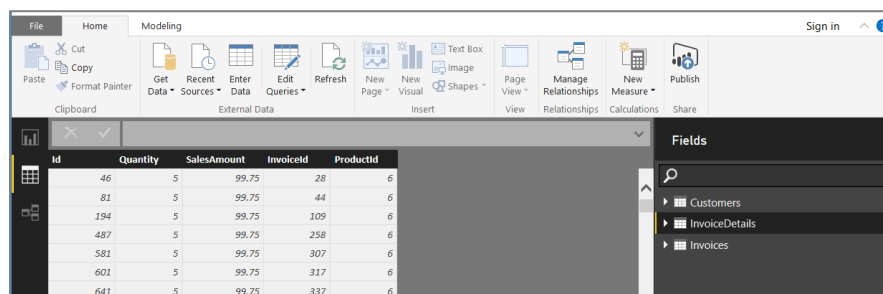 File Home Modeling Sign in
Cut
Copy
Format Painter
Paste
Get Data
Recent Sources
Enter Data
Edit Queries
Refresh
New Page
New Visual
Text Box
Image
Shapes
Page View
Manage Relationships
New Measure
Publish
Clipboard External Data Insert View Relationships Calculations Share
Fields
Id Quantity SalesAmount InvoiceId ProductId
46 5 99.75 28 6
81 5 99.75 44 6
194 5 99.75 109 6
487 5 99.75 258 6
581 5 99.75 307 6
601 5 99.75 317 6
641 5 99.75 337 6
Customers
InvoiceDetails
Invoices